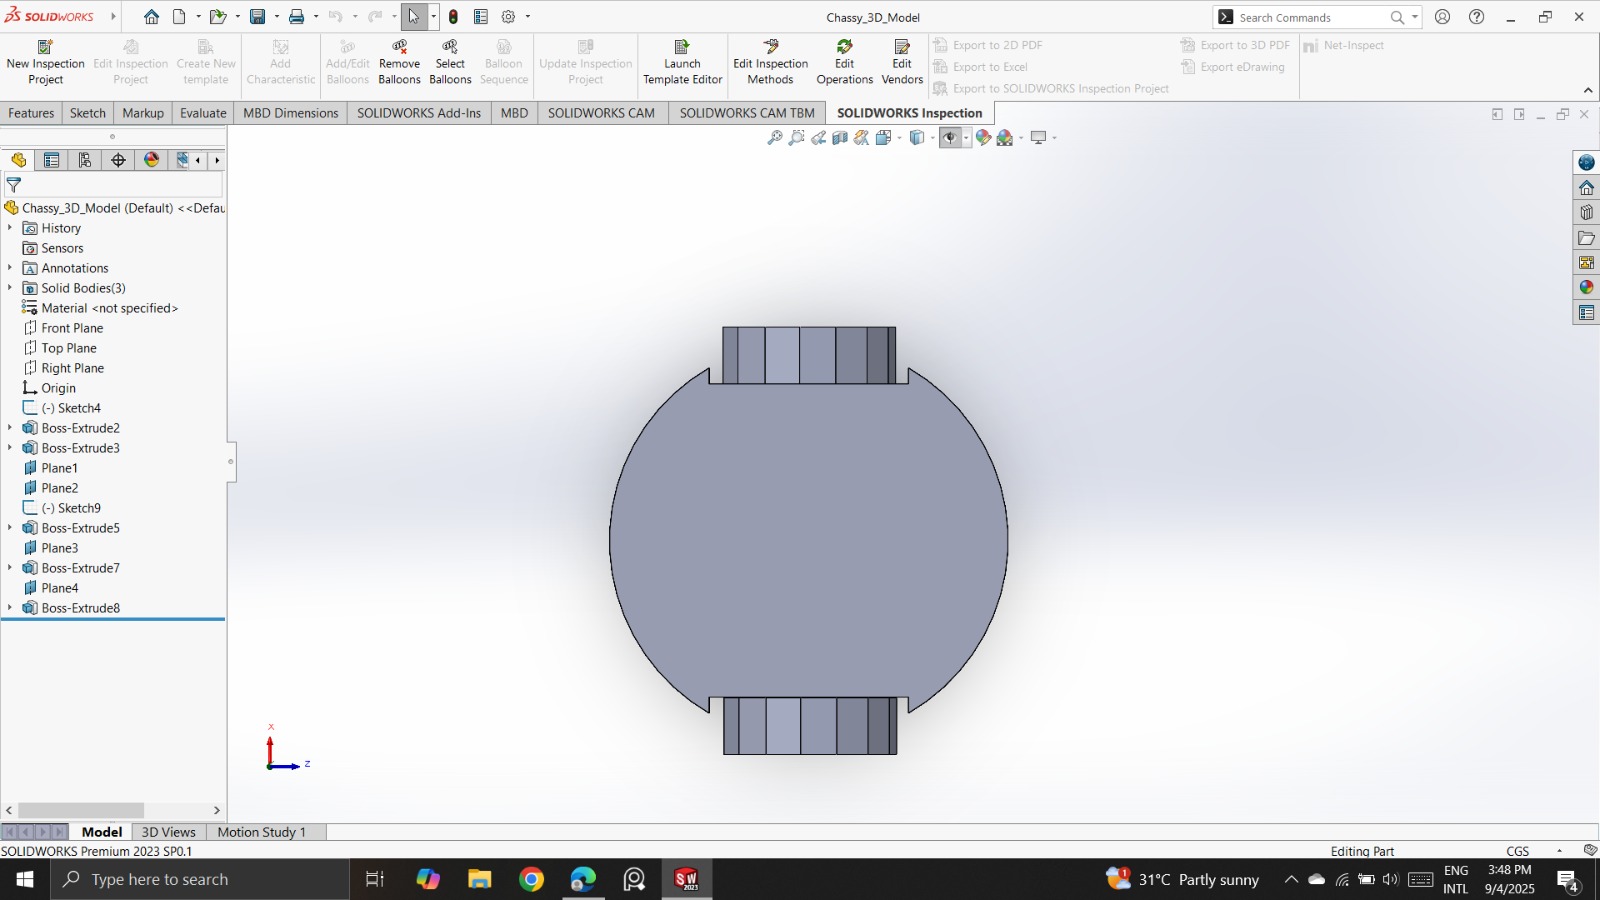 SOLIDWORKS
Chassy_3D_Model
Search Commands
New Inspection Project
Edit Inspection Project
Create New template
Add Characteristic
Add/Edit Balloons
Remove Balloons
Select Balloons
Balloon Sequence
Update Inspection Project
Launch Template Editor
Edit Inspection Methods
Edit Operations
Edit Vendors
Export to 2D PDF
Export to Excel
Export to SOLIDWORKS Inspection Project
Export to 3D PDF
Export eDrawing
Net-Inspect
Features Sketch Markup Evaluate MBD Dimensions SOLIDWORKS Add-Ins MBD SOLIDWORKS CAM SOLIDWORKS CAM TBM SOLIDWORKS Inspection
Chassy_3D_Model (Default) <<Defau
History
Sensors
Annotations
Solid Bodies(3)
Material <not specified>
Front Plane
Top Plane
Right Plane
Origin
(-) Sketch4
Boss-Extrude2
Boss-Extrude3
Plane1
Plane2
(-) Sketch9
Boss-Extrude5
Plane3
Boss-Extrude7
Plane4
Boss-Extrude8
X
Z
Model 3D Views Motion Study 1
SOLIDWORKS Premium 2023 SP0.1
Editing Part
CGS
Type here to search
SW
2023
1
31°C Partly sunny
ENG
INTL
3:48 PM
9/4/2025
4